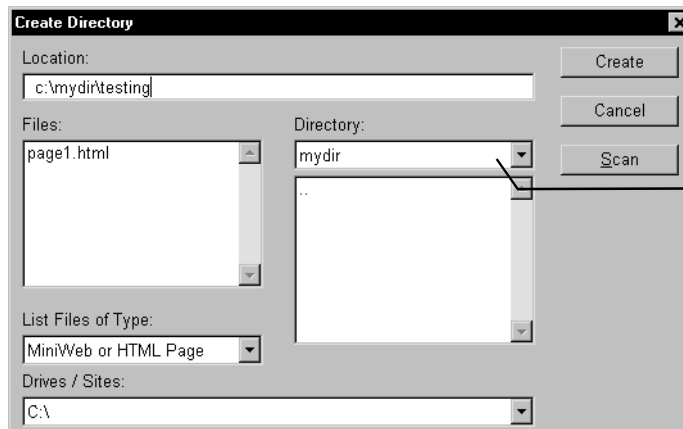 Create Directory
Location:
c:\mydir\testing
Create
Cancel
Scan
Files:
page1.html
Directory:
mydir
..
List Files of Type:
MiniWeb or HTML Page
Drives / Sites:
C:\